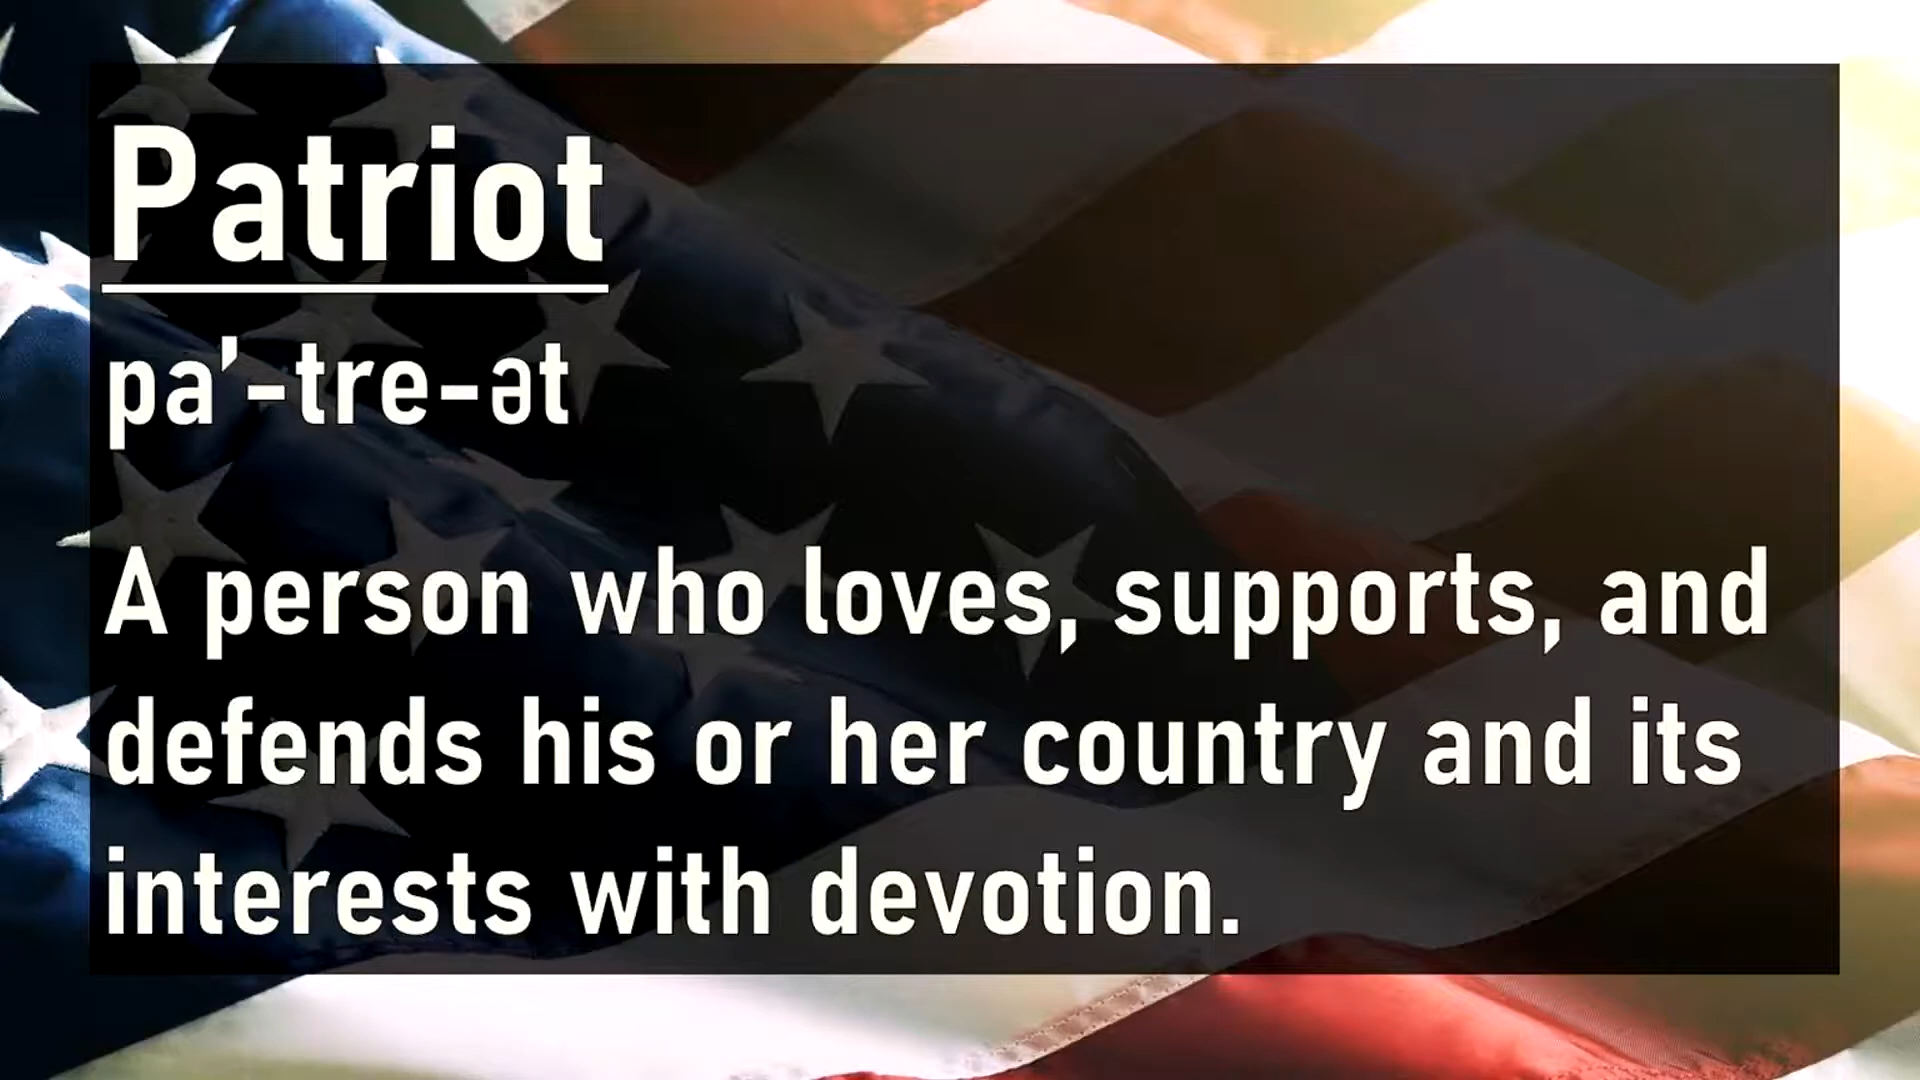 Patriot
pa’-tre-ət
A person who loves, supports, and
defends his or her country and its
interests with devotion.